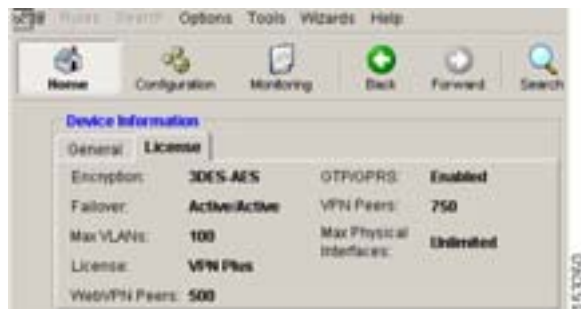 Rules Search Options Tools Wizards Help
Home Configuration Monitoring Back Forward Search
Device Information
General License
Encryption: 3DES-AES GTP/GPRS: Enabled
Failover: Active/Active VPN Peers: 750
Max VLANs: 100 Max Physical Interfaces: Unlimited
License: VPN Plus
WebVPN Peers: 500